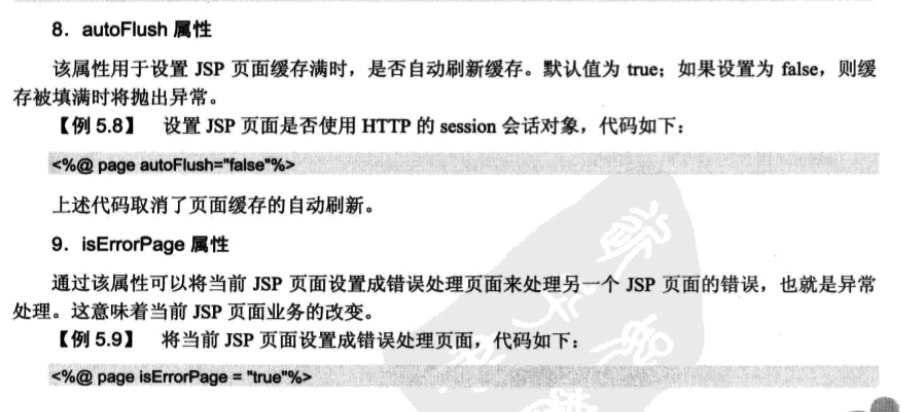 8．autoFlush 属性
该属性用于设置 JSP 页面缓存满时，是否自动刷新缓存。默认值为 true；如果设置为 false，则缓
存被填满时将抛出异常。
【例 5.8】 设置 JSP 页面是否使用 HTTP 的 session 会话对象，代码如下：
<%@ page autoFlush="false"%>
上述代码取消了页面缓存的自动刷新。
9．isErrorPage 属性
通过该属性可以将当前 JSP 页面设置成错误处理页面来处理另一个 JSP 页面的错误，也就是异常
处理。这意味着当前 JSP 页面业务的改变。
【例 5.9】 将当前 JSP 页面设置成错误处理页面，代码如下：
<%@ page isErrorPage = "true"%>